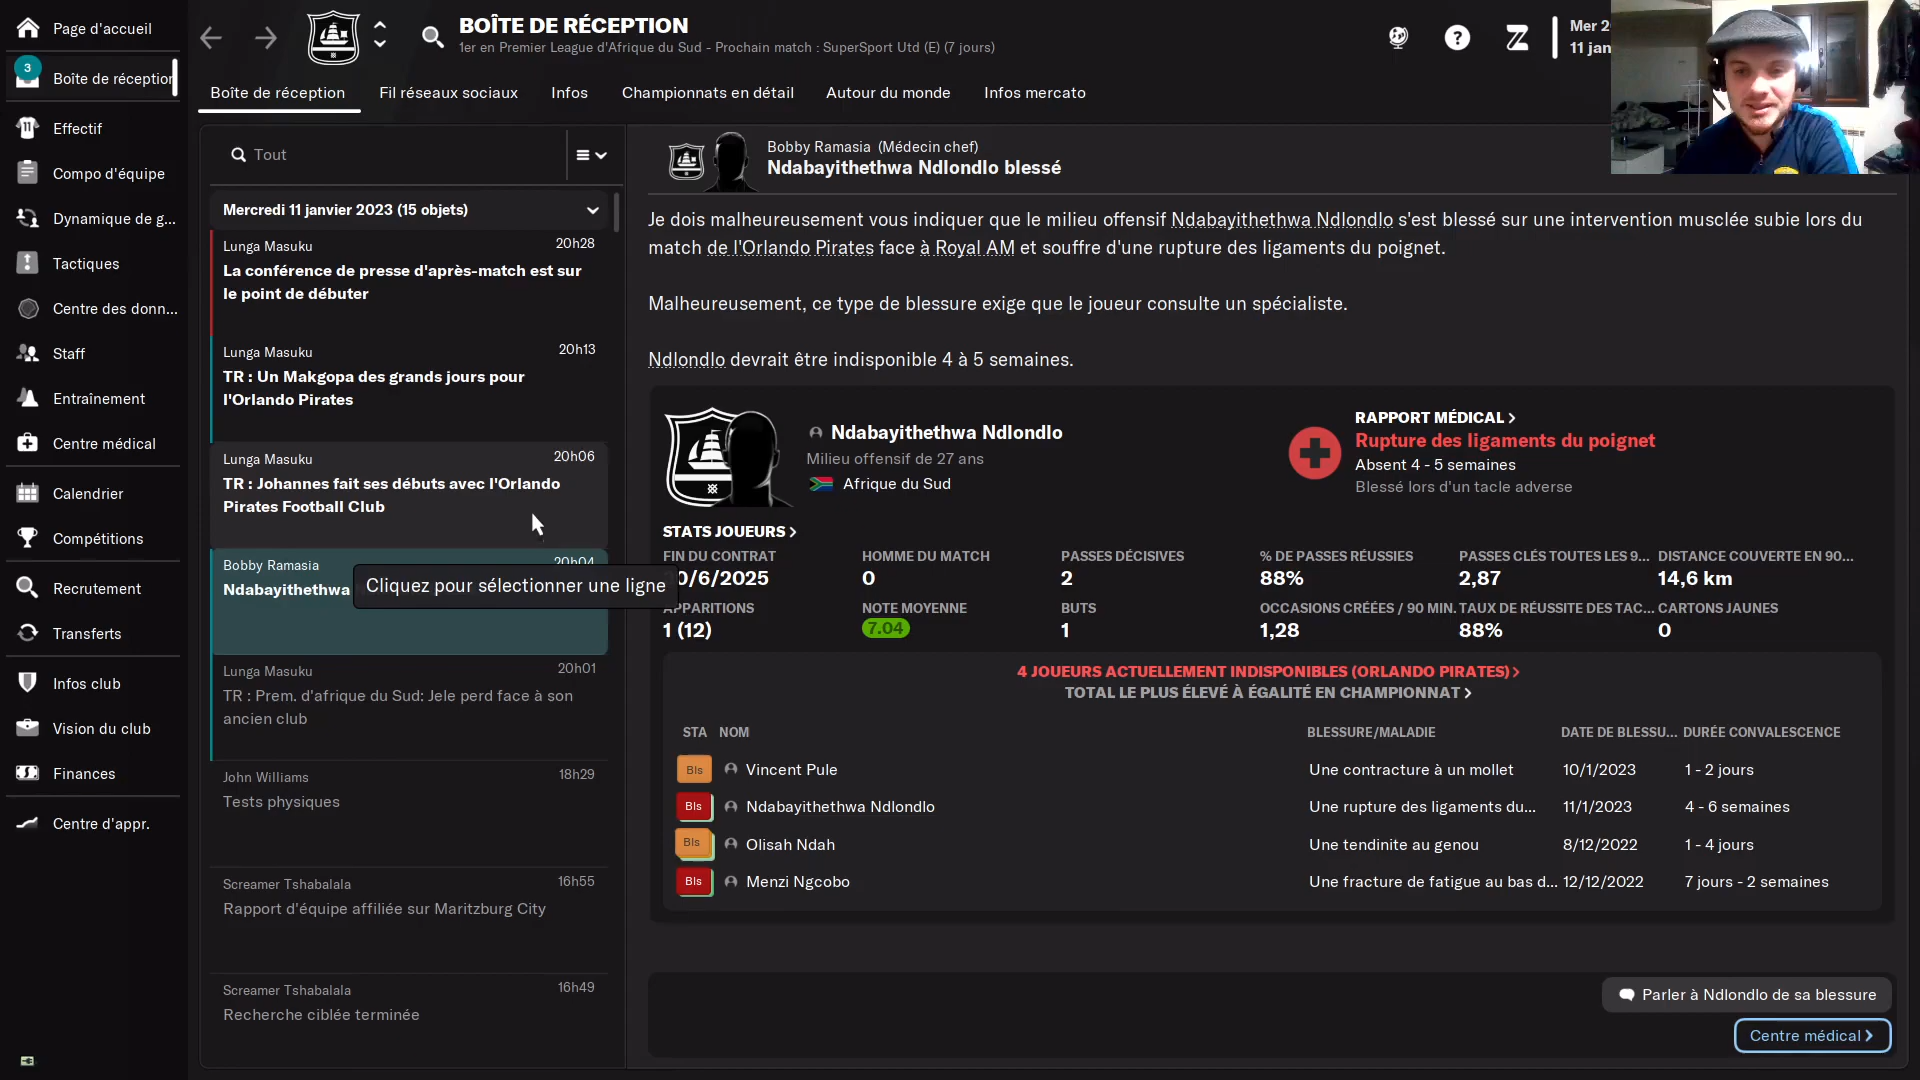 Page d'accueil
3
Boîte de réception
Effectif
Compo d'équipe
Dynamique de g...
Tactiques
Centre des donn...
Staff
Entraînement
Centre médical
Calendrier
Compétitions
Recrutement
Transferts
Infos club
Vision du club
Finances
Centre d'appr.
BOÎTE DE RÉCEPTION
1er en Premier League d'Afrique du Sud - Prochain match : SuperSport Utd (E) (7 jours)
Mer 2
11 jan
Boîte de réception Fil réseaux sociaux Infos Championnats en détail Autour du monde Infos mercato
Tout
Mercredi 11 janvier 2023 (15 objets)
Lunga Masuku 20h28
La conférence de presse d'après-match est sur
le point de débuter
Lunga Masuku 20h13
TR : Un Makgopa des grands jours pour
l'Orlando Pirates
Lunga Masuku 20h06
TR : Johannes fait ses débuts avec l'Orlando
Pirates Football Club
Bobby Ramasia 20h04
Ndabayithethwa
Cliquez pour sélectionner une ligne
Lunga Masuku 20h01
TR : Prem. d'afrique du Sud: Jele perd face à son
ancien club
John Williams 18h29
Tests physiques
Screamer Tshabalala 16h55
Rapport d'équipe affiliée sur Maritzburg City
Screamer Tshabalala 16h49
Recherche ciblée terminée
Bobby Ramasia (Médecin chef)
Ndabayithethwa Ndlondlo blessé
Je dois malheureusement vous indiquer que le milieu offensif Ndabayithethwa Ndlondlo s'est blessé sur une intervention musclée subie lors du
match de l'Orlando Pirates face à Royal AM et souffre d'une rupture des ligaments du poignet.
Malheureusement, ce type de blessure exige que le joueur consulte un spécialiste.
Ndlondlo devrait être indisponible 4 à 5 semaines.
Ndabayithethwa Ndlondlo
Milieu offensif de 27 ans
Afrique du Sud
RAPPORT MÉDICAL
Rupture des ligaments du poignet
Absent 4 - 5 semaines
Blessé lors d'un tacle adverse
STATS JOUEURS
FIN DU CONTRAT HOMME DU MATCH PASSES DÉCISIVES % DE PASSES RÉUSSIES PASSES CLÉS TOUTES LES 9... DISTANCE COUVERTE EN 90...
0/6/2025 0 2 88% 2,87 14,6 km
APPARITIONS NOTE MOYENNE BUTS OCCASIONS CRÉÉES / 90 MIN. TAUX DE RÉUSSITE DES TAC... CARTONS JAUNES
1 (12) 7.04 1 1,28 88% 0
4 JOUEURS ACTUELLEMENT INDISPONIBLES (ORLANDO PIRATES)
TOTAL LE PLUS ÉLEVÉ À ÉGALITÉ EN CHAMPIONNAT
STA NOM BLESSURE/MALADIE DATE DE BLESSU... DURÉE CONVALESCENCE
Bls Vincent Pule Une contracture à un mollet 10/1/2023 1 - 2 jours
Bls Ndabayithethwa Ndlondlo Une rupture des ligaments du... 11/1/2023 4 - 6 semaines
Bls Olisah Ndah Une tendinite au genou 8/12/2022 1 - 4 jours
Bls Menzi Ngcobo Une fracture de fatigue au bas d... 12/12/2022 7 jours - 2 semaines
Parler à Ndlondlo de sa blessure
Centre médical